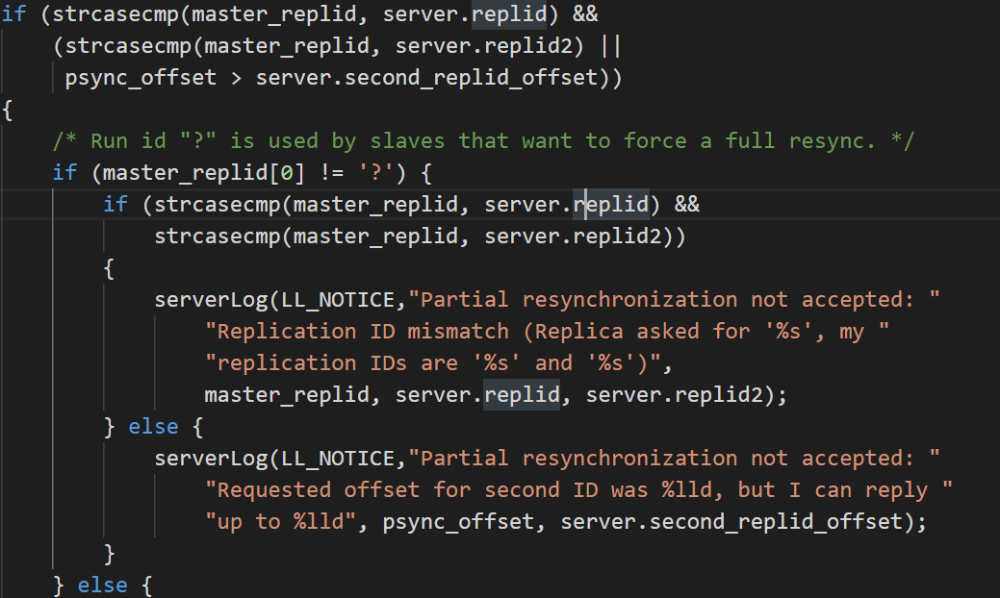 if (strcasecmp(master_replid, server.replid) &&
    (strcasecmp(master_replid, server.replid2) ||
     psync_offset > server.second_replid_offset))
{
    /* Run id "?" is used by slaves that want to force a full resync. */
    if (master_replid[0] != '?') {
        if (strcasecmp(master_replid, server.replid) &&
            strcasecmp(master_replid, server.replid2))
        {
            serverLog(LL_NOTICE,"Partial resynchronization not accepted: "
                "Replication ID mismatch (Replica asked for '%s', my "
                "replication IDs are '%s' and '%s')",
                master_replid, server.replid, server.replid2);
        } else {
            serverLog(LL_NOTICE,"Partial resynchronization not accepted: "
                "Requested offset for second ID was %lld, but I can reply "
                "up to %lld", psync_offset, server.second_replid_offset);
        }
    } else {